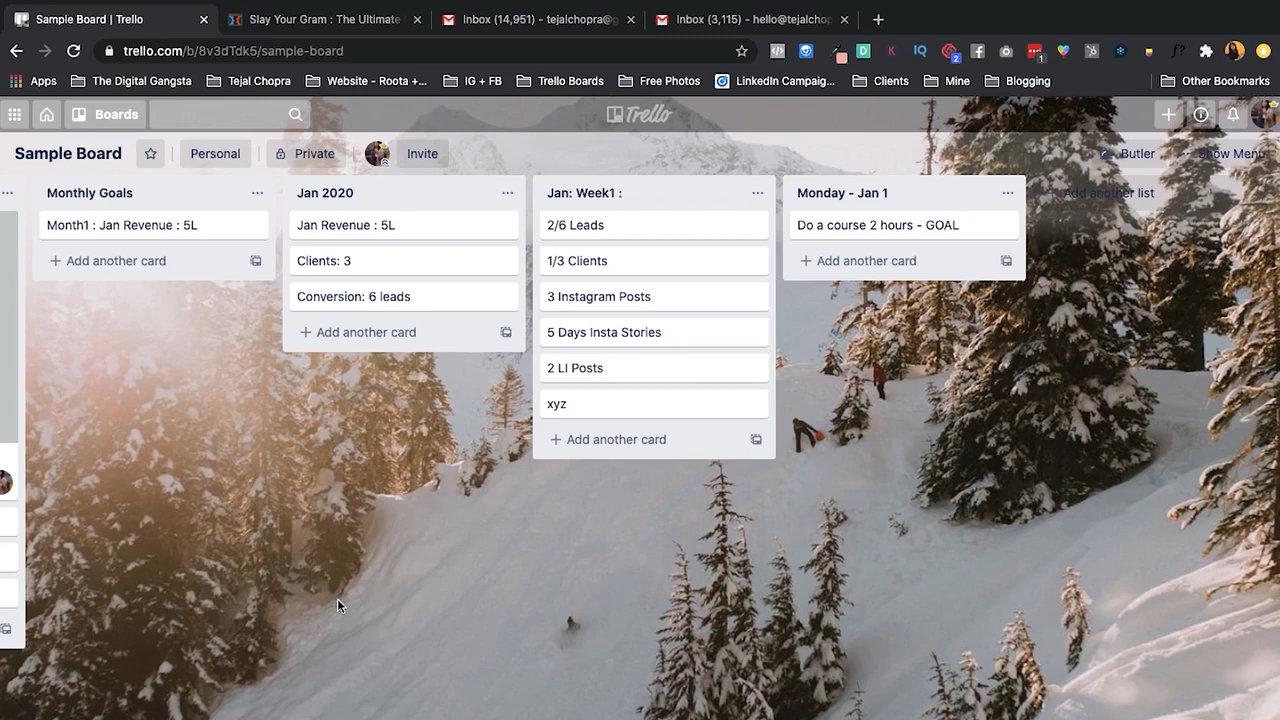 Sample Board | Trello
Slay Your Gram : The Ultimate
Inbox (14,951) - tejalchopra@g
Inbox (3,115) - hello@tejalchop
trello.com/b/8v3dTdk5/sample-board
IQ
2
1
f?
Apps
The Digital Gangsta
Tejal Chopra
Website - Roota +...
IG + FB
Trello Boards
Free Photos
LinkedIn Campaig...
Clients
Mine
Blogging
Other Bookmarks
Boards
Trello
Sample Board
Personal
Private
Invite
Butler
Show Menu
Monthly Goals
Month1 : Jan Revenue : 5L
Add another card
Jan 2020
Jan Revenue : 5L
Clients: 3
Conversion: 6 leads
Add another card
Jan: Week1 :
2/6 Leads
1/3 Clients
3 Instagram Posts
5 Days Insta Stories
2 LI Posts
xyz
Add another card
Monday - Jan 1
Do a course 2 hours - GOAL
Add another card
Add another list